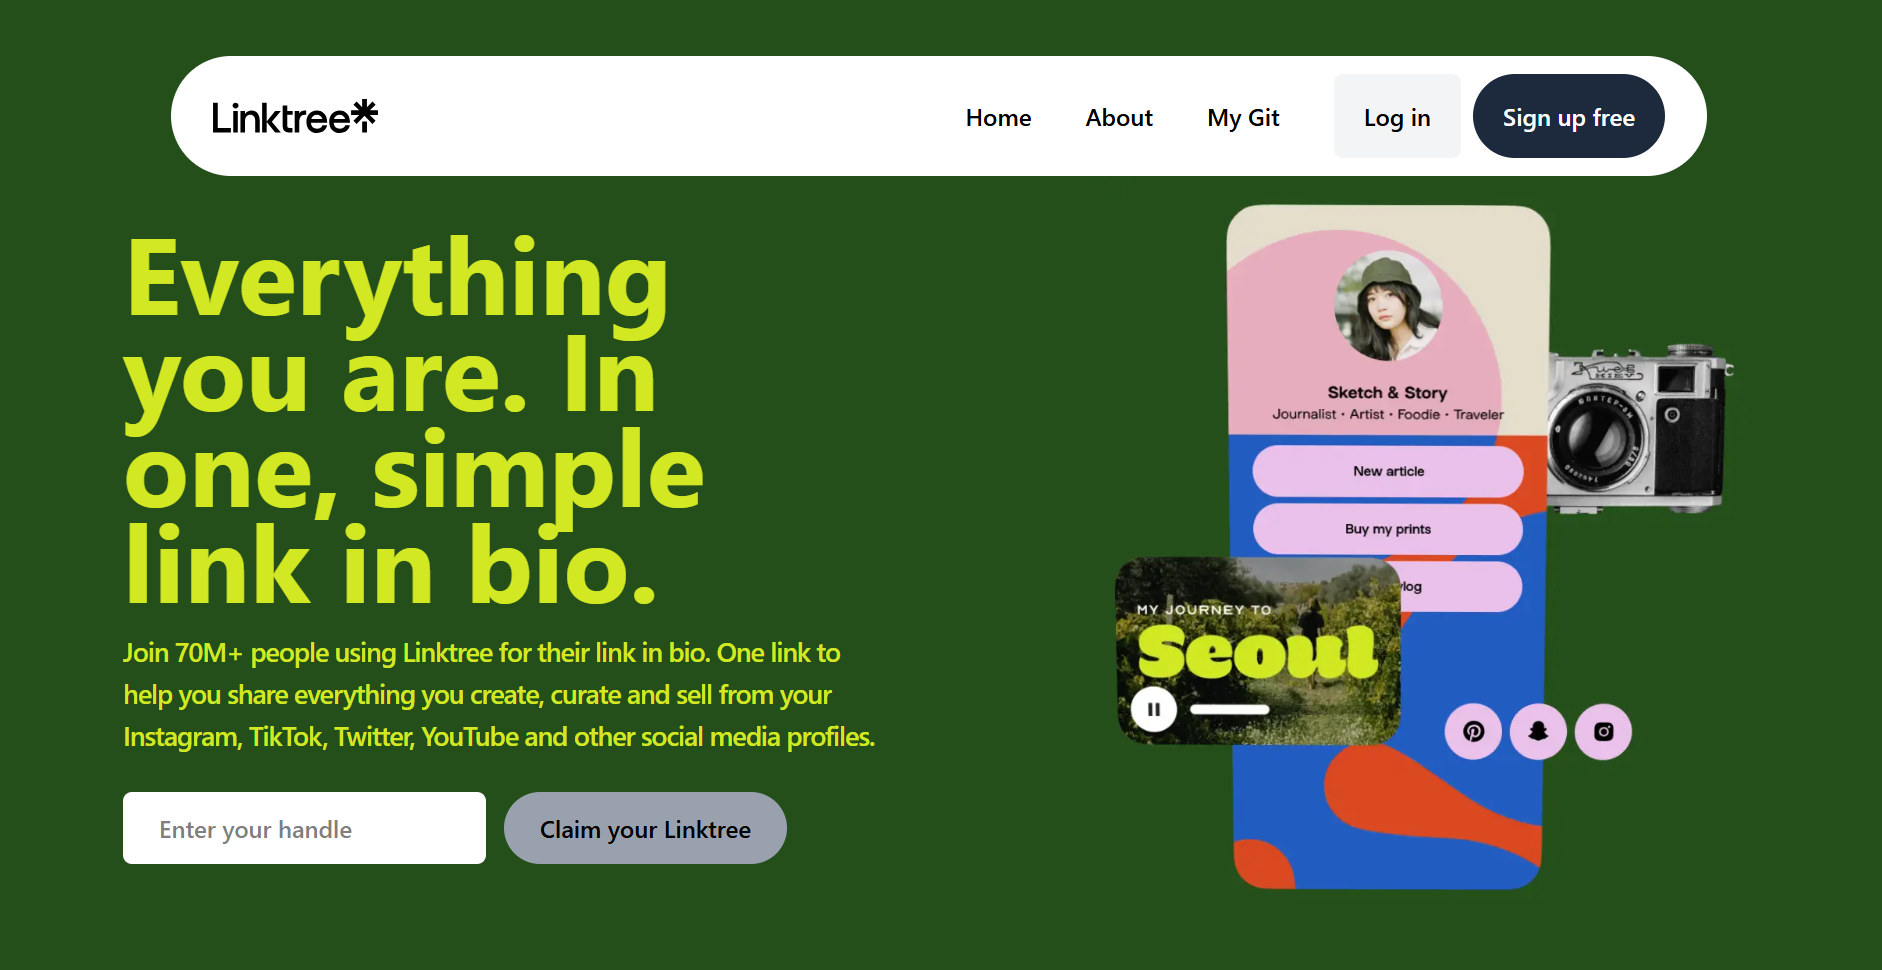 Linktree
Home
About
My Git
Log in
Sign up free
Everything
you are. In
one, simple
link in bio.
Join 70M+ people using Linktree for their link in bio. One link to
help you share everything you create, curate and sell from your
Instagram, TikTok, Twitter, YouTube and other social media profiles.
Enter your handle
Claim your Linktree
Sketch & Story
Journalist · Artist · Foodie · Traveler
New article
Buy my prints
vlog
MY JOURNEY TO
Seoul